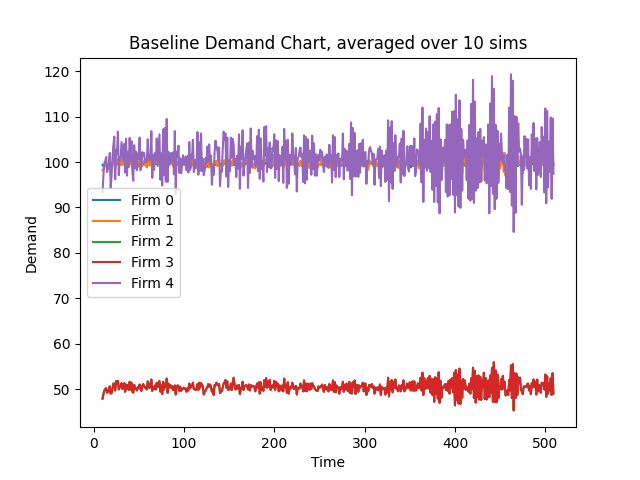 Baseline Demand Chart, averaged over 10 sims
120
110
100
90
80
70
60
50
Demand
Firm 0
Firm 1
Firm 2
Firm 3
Firm 4
0 100 200 300 400 500
Time